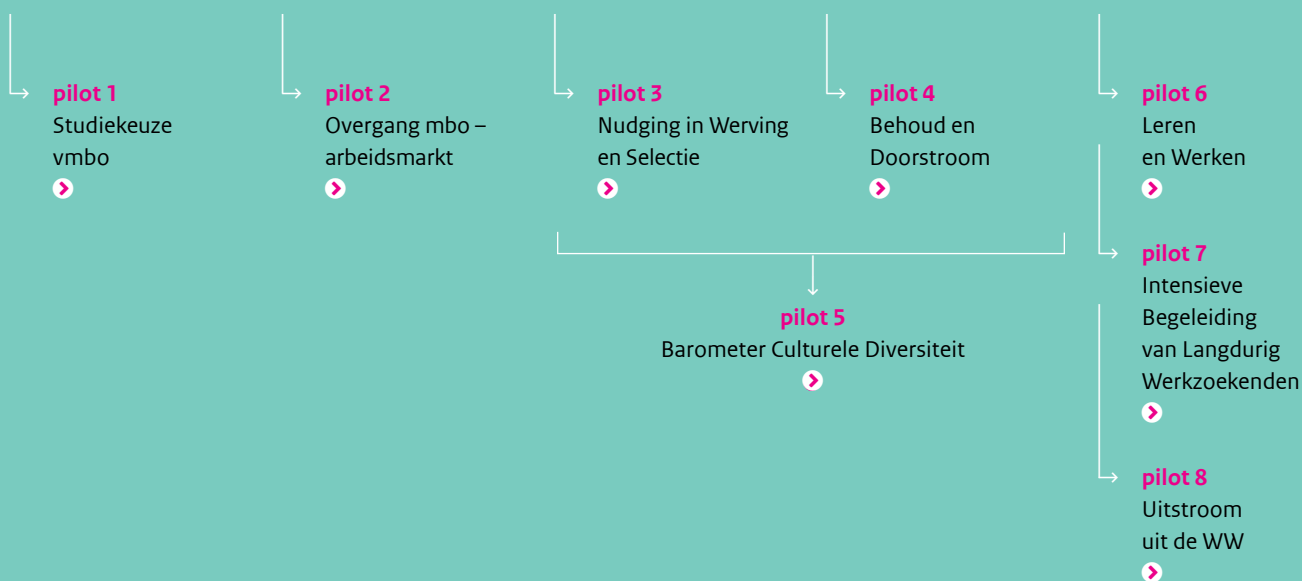 pilot 1
Studiekeuze
vmbo
pilot 2
Overgang mbo –
arbeidsmarkt
pilot 3
Nudging in Werving
en Selectie
pilot 4
Behoud en
Doorstroom
pilot 5
Barometer Culturele Diversiteit
pilot 6
Leren
en Werken
pilot 7
Intensieve
Begeleiding
van Langdurig
Werkzoekenden
pilot 8
Uitstroom
uit de WW